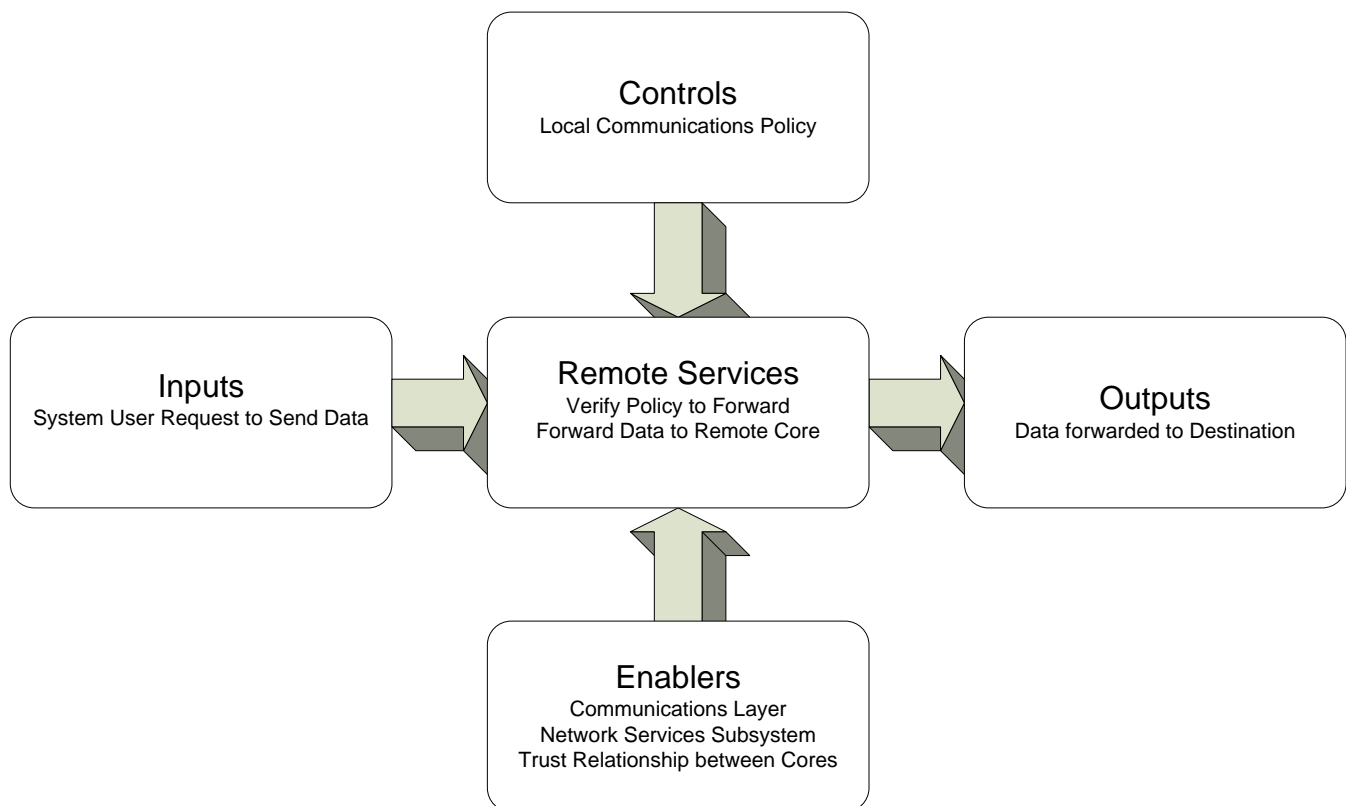 Controls
Local Communications Policy
Inputs
System User Request to Send Data
Remote Services
Verify Policy to Forward
Forward Data to Remote Core
Outputs
Data forwarded to Destination
Enablers
Communications Layer
Network Services Subsystem
Trust Relationship between Cores